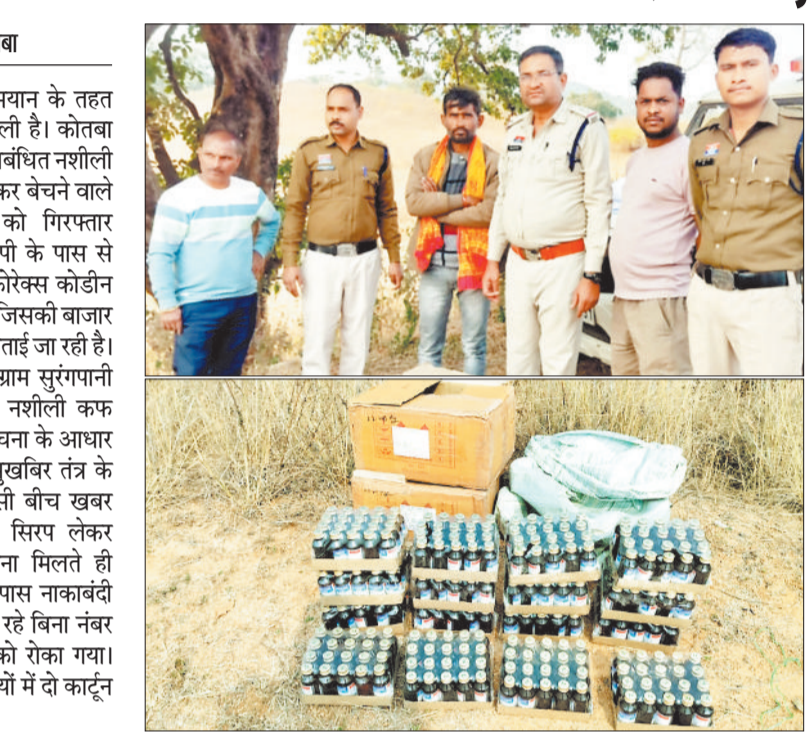 बा
यान के तहत
ली है। कोतबा
बंधित नशीली
कर बेचने वाले
को गिरफ्तार
पी के पास से
ोरेक्स कोडीन
जिसकी बाजार
ताई जा रही है।
ग्राम सुरंगपानी
नशीली कफ
चना के आधार
मुखबिर तंत्र के
सी बीच खबर
सिरप लेकर
ना मिलते ही
पास नाकाबंदी
रहे बिना नंबर
को रोका गया।
यों में दो कार्टून